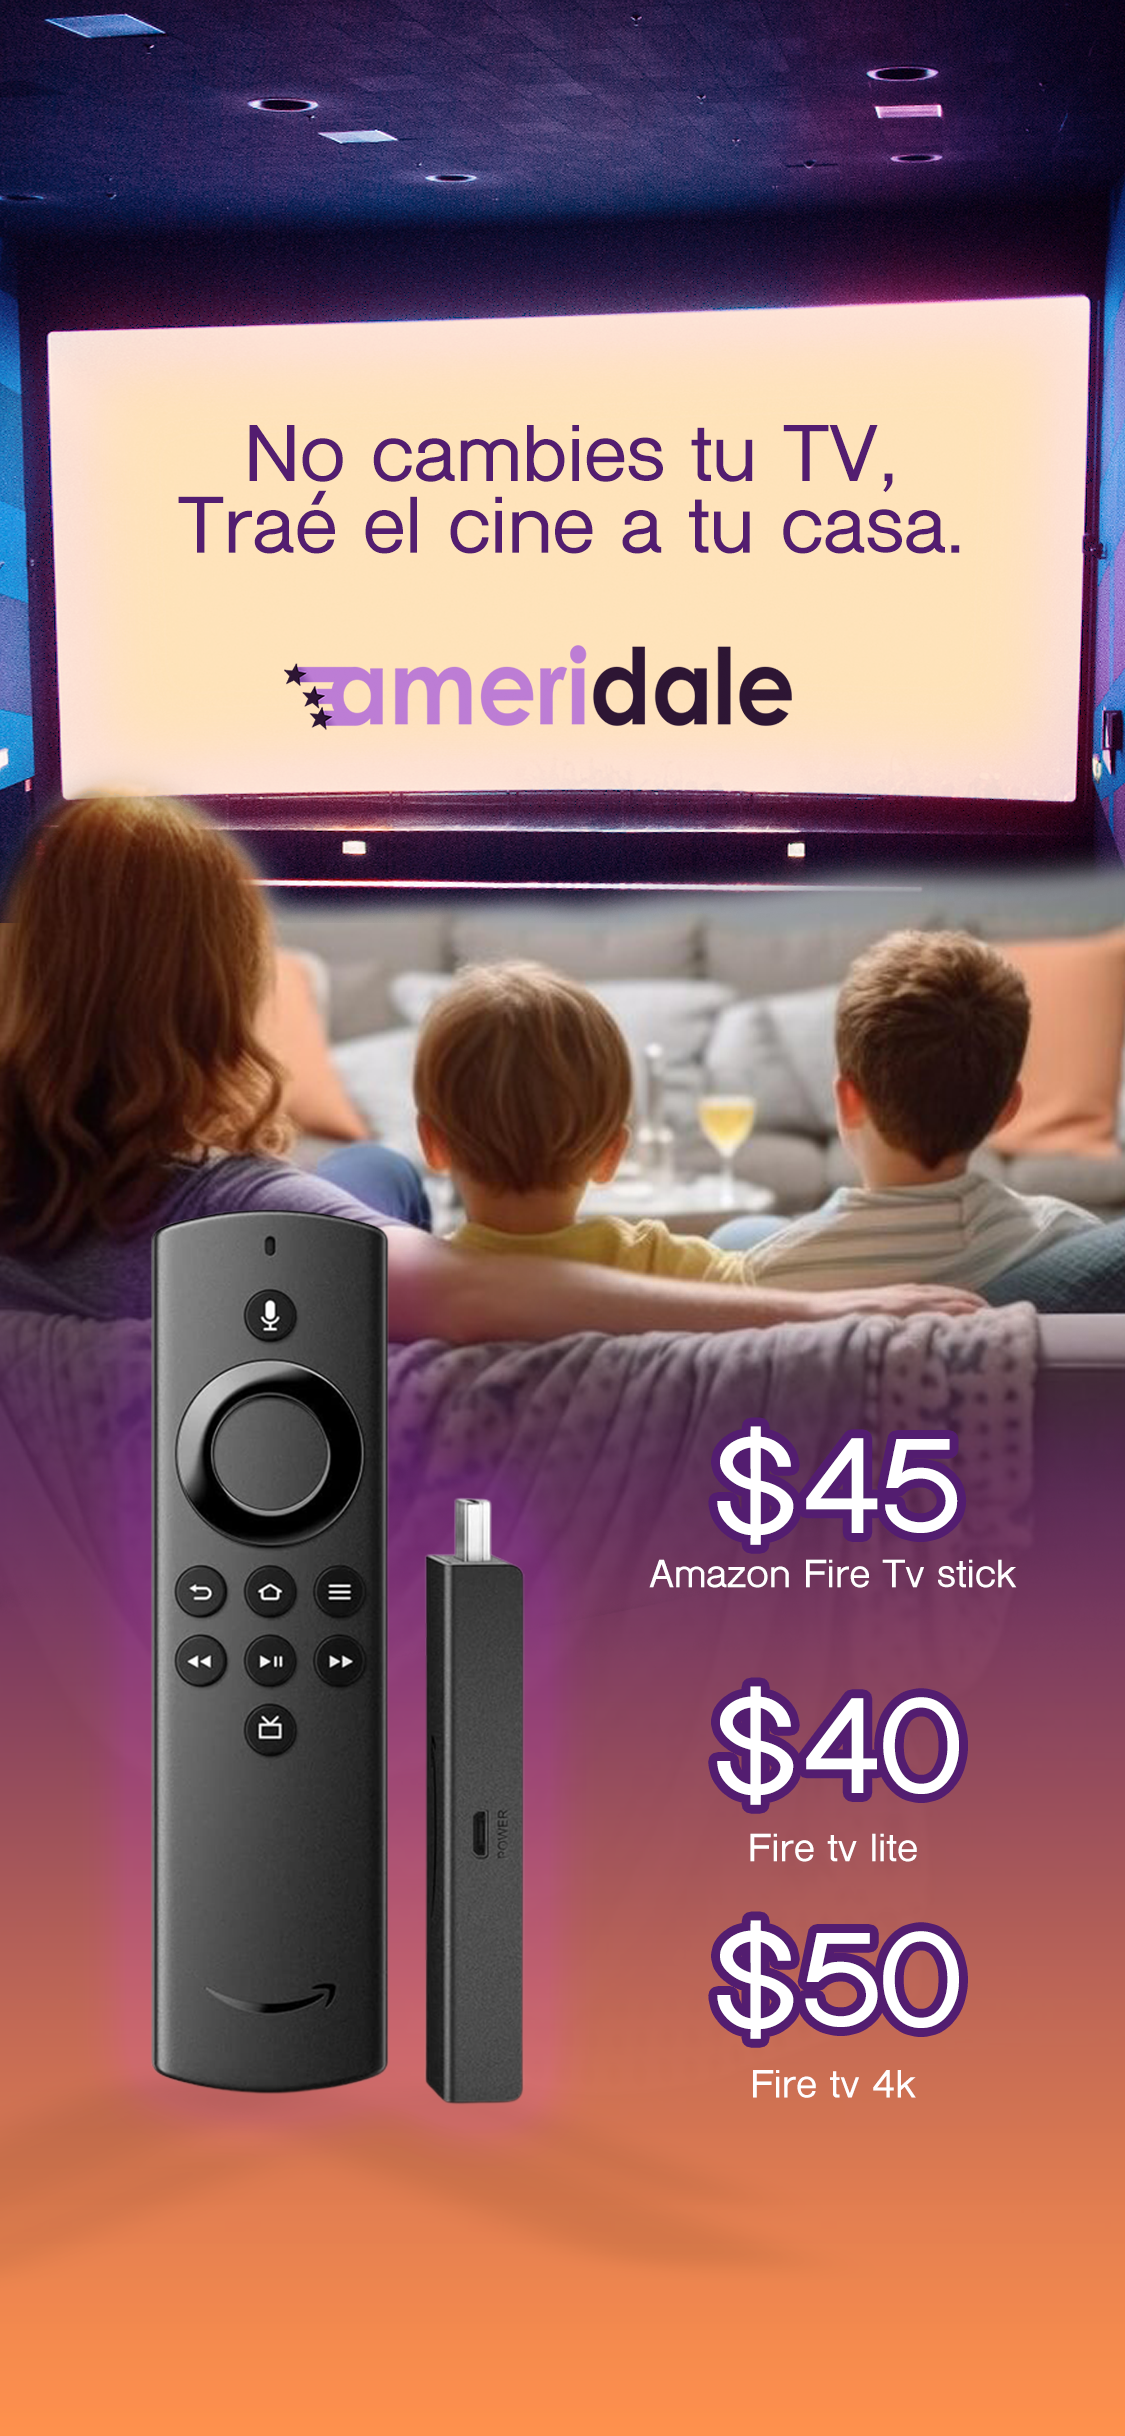 No cambies tu TV,
Traé el cine a tu casa.
ameridale
$45
Amazon Fire Tv stick
$40
Fire tv lite
POWER
$50
Fire tv 4k